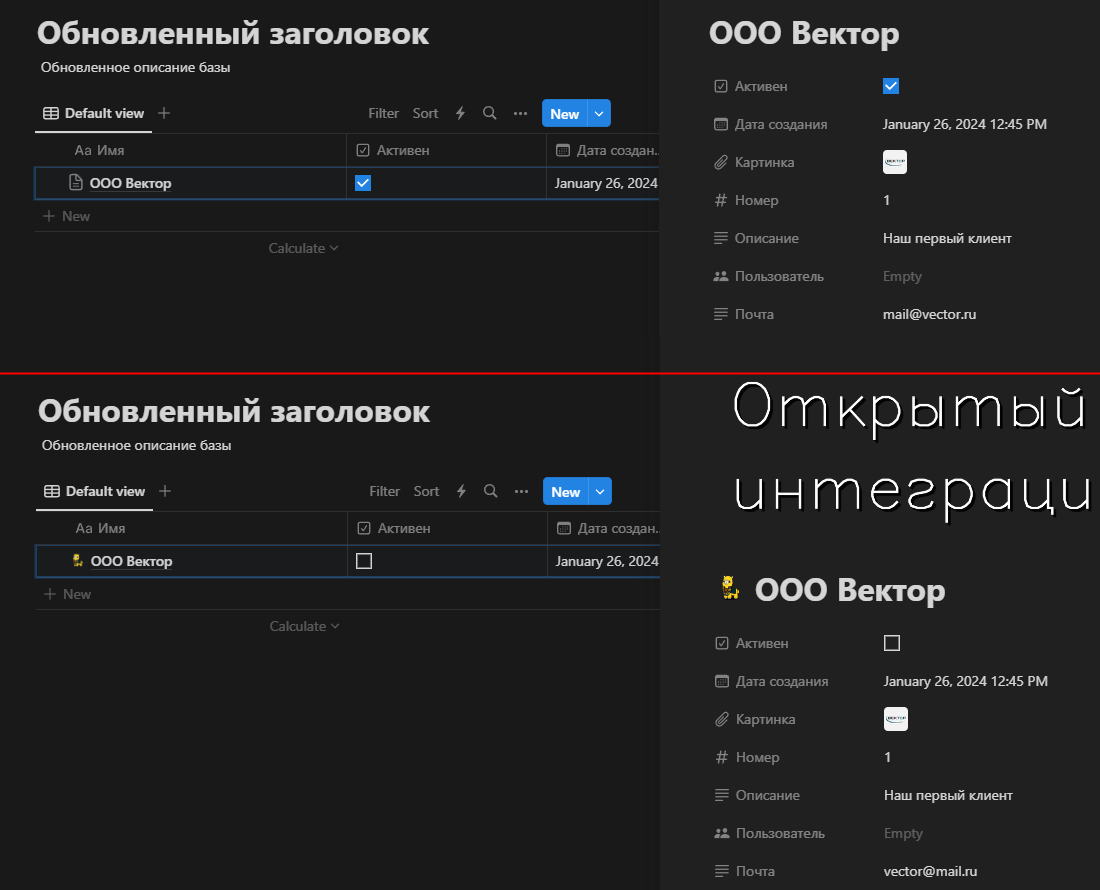 Обновленный заголовок
Обновленное описание базы
Default view
Filter Sort New
Aa Имя Активен Дата создан...
ООО Вектор January 26, 2024
New
Calculate
ООО Вектор
Активен
Дата создания January 26, 2024 12:45 PM
Картинка ВЕКТОР
Номер 1
Описание Наш первый клиент
Пользователь Empty
Почта mail@vector.ru
Обновленный заголовок
Обновленное описание базы
Default view
Filter Sort New
Aa Имя Активен Дата создан...
ООО Вектор January 26, 2024
New
Calculate
Открытый
интеграци
ООО Вектор
Активен
Дата создания January 26, 2024 12:45 PM
Картинка ВЕКТОР
Номер 1
Описание Наш первый клиент
Пользователь Empty
Почта vector@mail.ru